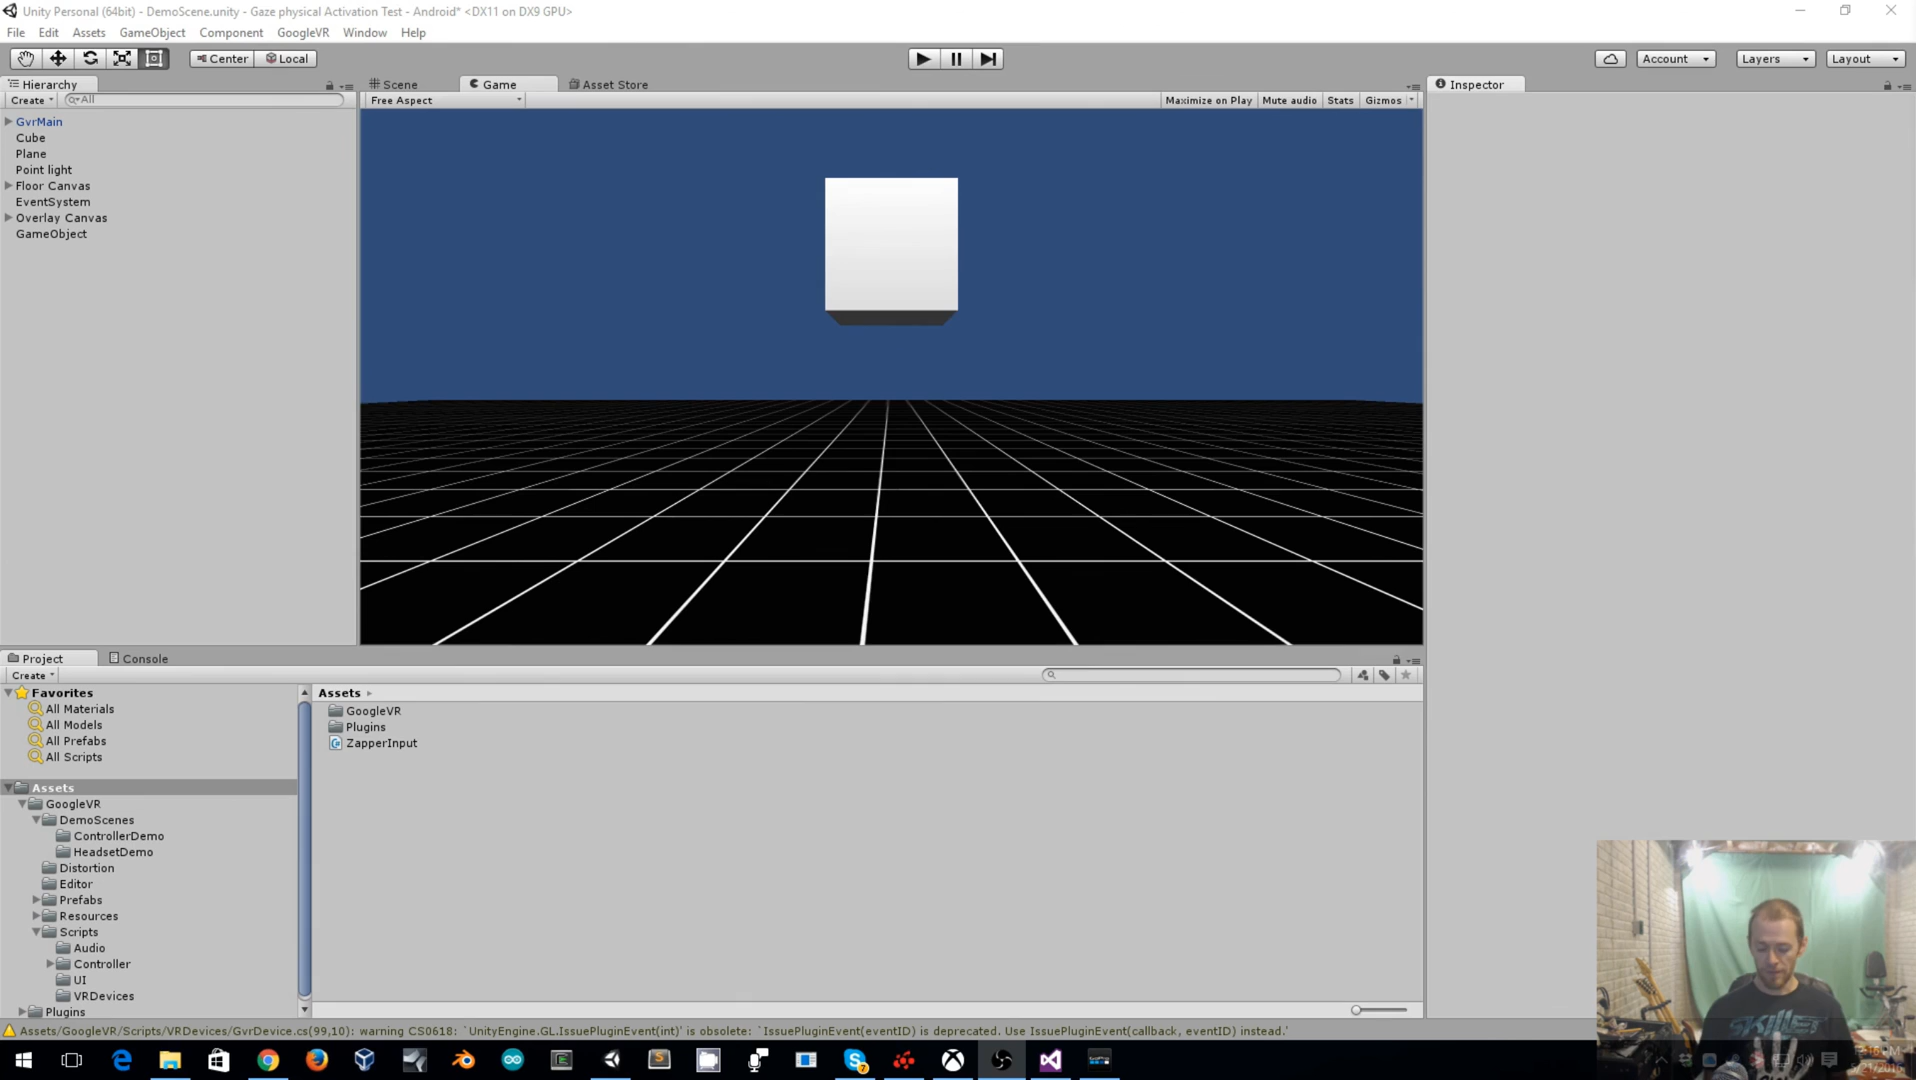 Unity Personal (64bit) - DemoScene.unity - Gaze physical Activation Test - Android* <DX11 on DX9 GPU>
File Edit Assets GameObject Component GoogleVR Window Help
Center Local Account Layers Layout
Hierarchy Scene Game Asset Store Inspector
Create All Free Aspect Maximize on Play Mute audio Stats Gizmos
GvrMain
Cube
Plane
Point light
Floor Canvas
EventSystem
Overlay Canvas
GameObject
Project Console
Create
Favorites
All Materials
All Models
All Prefabs
All Scripts
Assets
GoogleVR
DemoScenes
ControllerDemo
HeadsetDemo
Distortion
Editor
Prefabs
Resources
Scripts
Audio
Controller
UI
VRDevices
Plugins
Assets
GoogleVR
Plugins
ZapperInput
SKILLET
Assets/GoogleVR/Scripts/VRDevices/GvrDevice.cs(99,10): warning CS0618: `UnityEngine.GL.IssuePluginEvent(int)' is obsolete: `IssuePluginEvent(eventID) is deprecated. Use IssuePluginEvent(callback, eventID) instead.'
7